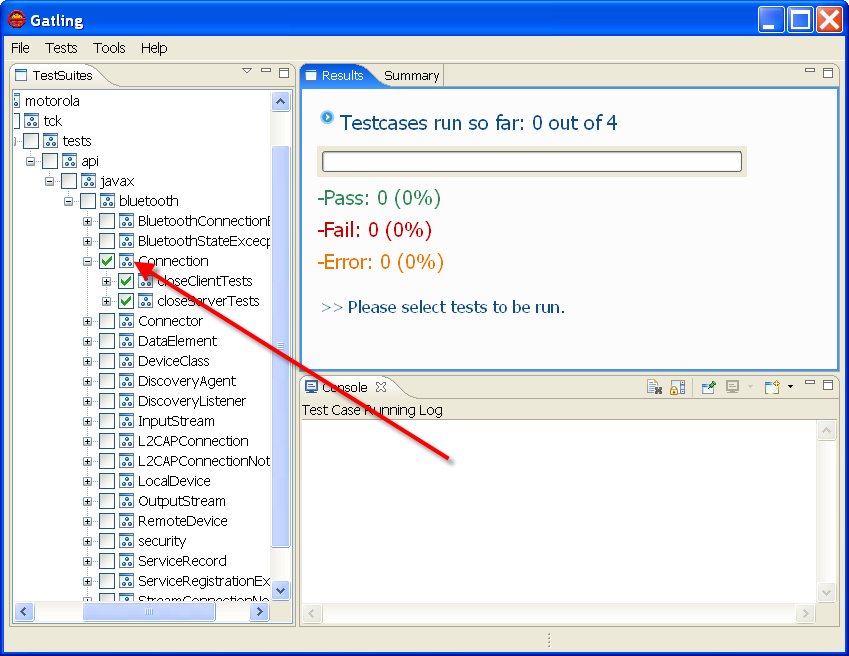 Gatling
File Tests Tools Help
TestSuites
motorola
tck
tests
api
javax
bluetooth
BluetoothConnectionE
BluetoothStateExcecp
Connection
closeClientTests
closeServerTests
Connector
DataElement
DeviceClass
DiscoveryAgent
DiscoveryListener
InputStream
L2CAPConnection
L2CAPConnectionNot
LocalDevice
OutputStream
RemoteDevice
security
ServiceRecord
ServiceRegistrationEx
StreamConnectionNo
Results Summary
Testcases run so far: 0 out of 4
-Pass: 0 (0%)
-Fail: 0 (0%)
-Error: 0 (0%)
>> Please select tests to be run.
Console
Test Case Running Log